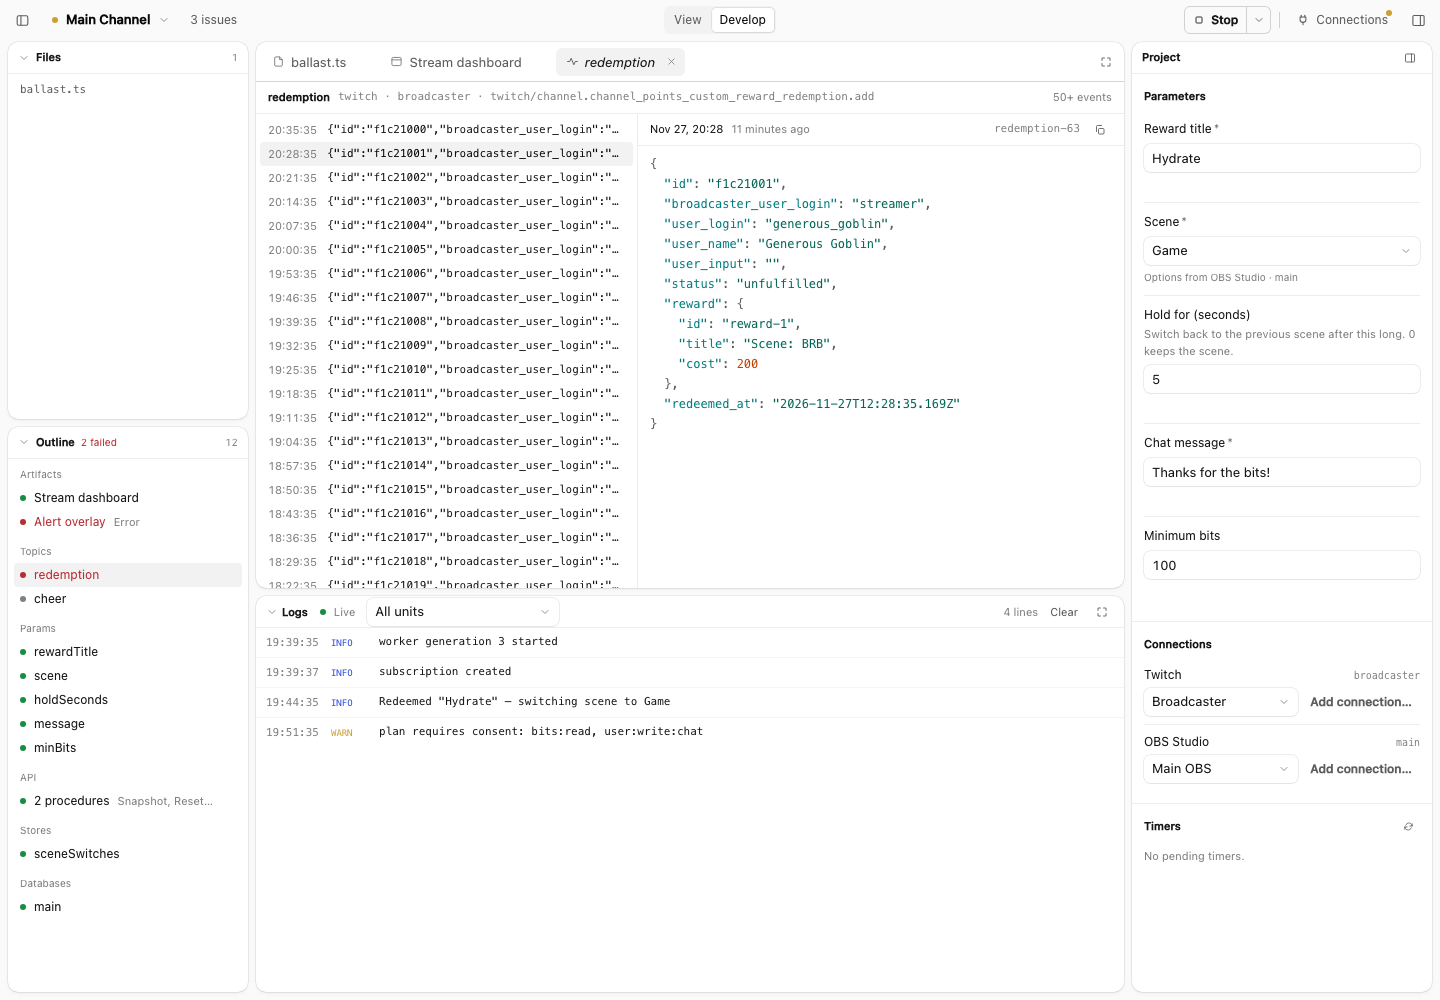 Main Channel
3 issues
View
Develop
Stop
Connections
Files
1
ballast.ts
Outline
2 failed
12
Artifacts
Stream dashboard
Alert overlay Error
Topics
redemption
cheer
Params
rewardTitle
scene
holdSeconds
message
minBits
API
2 procedures Snapshot, Reset...
Stores
sceneSwitches
Databases
main
ballast.ts
Stream dashboard
redemption
redemption twitch · broadcaster · twitch/channel.channel_points_custom_reward_redemption.add
50+ events
20:35:35 {"id":"f1c21000","broadcaster_user_login":"…
20:28:35 {"id":"f1c21001","broadcaster_user_login":"…
20:21:35 {"id":"f1c21002","broadcaster_user_login":"…
20:14:35 {"id":"f1c21003","broadcaster_user_login":"…
20:07:35 {"id":"f1c21004","broadcaster_user_login":"…
20:00:35 {"id":"f1c21005","broadcaster_user_login":"…
19:53:35 {"id":"f1c21006","broadcaster_user_login":"…
19:46:35 {"id":"f1c21007","broadcaster_user_login":"…
19:39:35 {"id":"f1c21008","broadcaster_user_login":"…
19:32:35 {"id":"f1c21009","broadcaster_user_login":"…
19:25:35 {"id":"f1c21010","broadcaster_user_login":"…
19:18:35 {"id":"f1c21011","broadcaster_user_login":"…
19:11:35 {"id":"f1c21012","broadcaster_user_login":"…
19:04:35 {"id":"f1c21013","broadcaster_user_login":"…
18:57:35 {"id":"f1c21014","broadcaster_user_login":"…
18:50:35 {"id":"f1c21015","broadcaster_user_login":"…
18:43:35 {"id":"f1c21016","broadcaster_user_login":"…
18:36:35 {"id":"f1c21017","broadcaster_user_login":"…
18:29:35 {"id":"f1c21018","broadcaster_user_login":"…
18:22:35 {"id":"f1c21019","broadcaster_user_login":"…
Nov 27, 20:28 11 minutes ago
redemption-63
{
"id": "f1c21001",
"broadcaster_user_login": "streamer",
"user_login": "generous_goblin",
"user_name": "Generous Goblin",
"user_input": "",
"status": "unfulfilled",
"reward": {
"id": "reward-1",
"title": "Scene: BRB",
"cost": 200
},
"redeemed_at": "2026-11-27T12:28:35.169Z"
}
Logs
Live
All units
4 lines
Clear
19:39:35 INFO worker generation 3 started
19:39:37 INFO subscription created
19:44:35 INFO Redeemed "Hydrate" — switching scene to Game
19:51:35 WARN plan requires consent: bits:read, user:write:chat
Project
Parameters
Reward title *
Hydrate
Scene *
Game
Options from OBS Studio · main
Hold for (seconds)
Switch back to the previous scene after this long. 0
keeps the scene.
5
Chat message *
Thanks for the bits!
Minimum bits
100
Connections
Twitch broadcaster
Broadcaster
Add connection...
OBS Studio main
Main OBS
Add connection...
Timers
No pending timers.